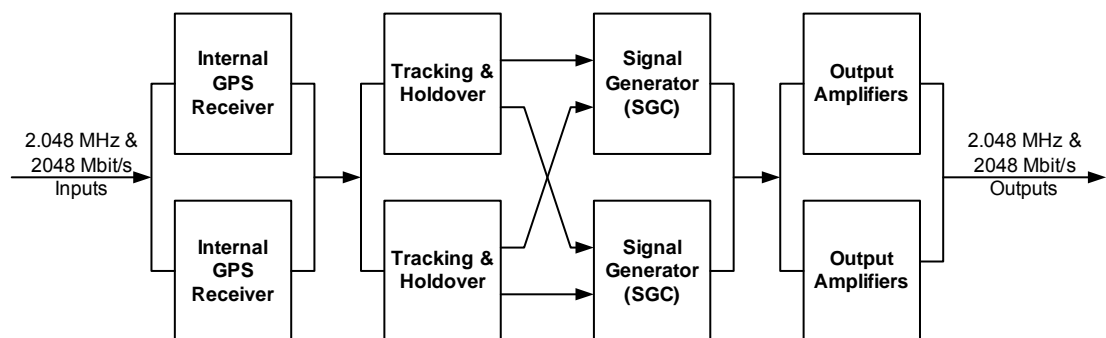 Internal
GPS
Receiver
Tracking &
Holdover
Signal
Generator
(SGC)
Output
Amplifiers
2.048 MHz &
2048 Mbit/s
Inputs
2.048 MHz &
2048 Mbit/s
Outputs
Internal
GPS
Receiver
Tracking &
Holdover
Signal
Generator
(SGC)
Output
Amplifiers